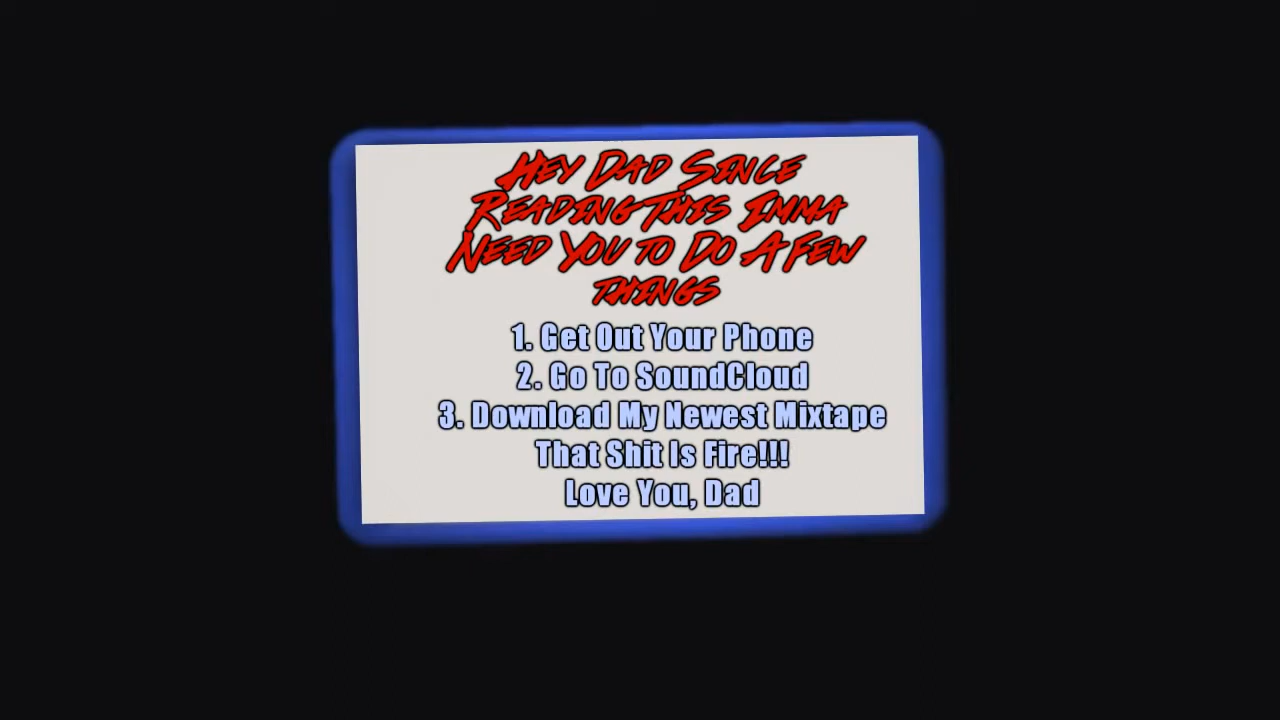 Hey Dad Since
Reading This Imma
Need You to Do A Few
things
1. Get Out Your Phone
2. Go To SoundCloud
3. Download My Newest Mixtape
That Shit Is Fire!!!
Love You, Dad